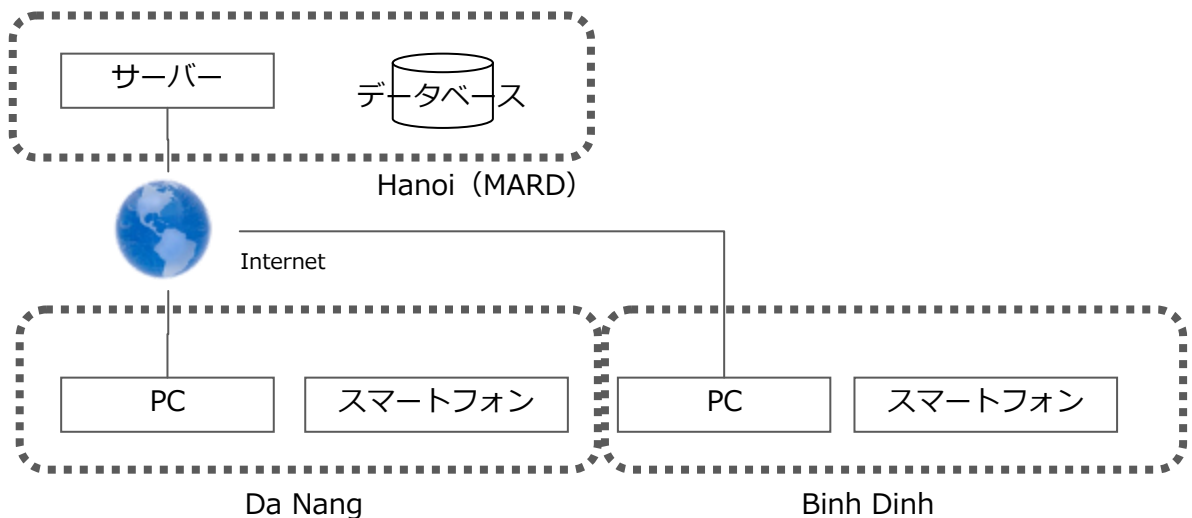 サーバー
データベース
Hanoi（MARD）
Internet
PC
スマートフォン
PC
スマートフォン
Da Nang
Binh Dinh